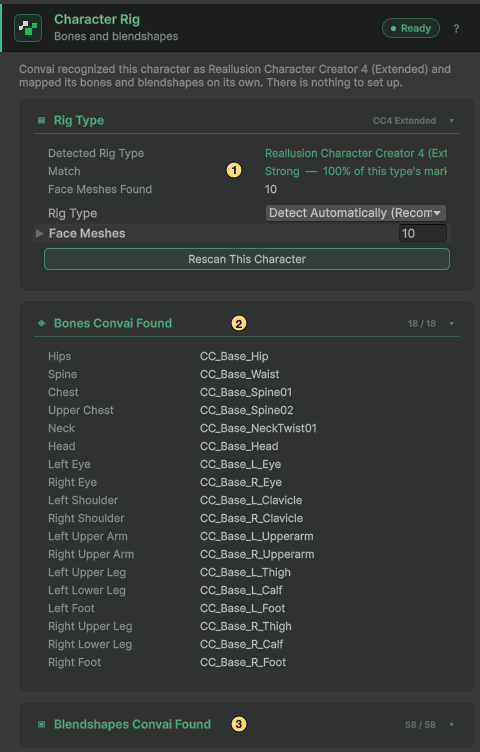 Character Rig
Bones and blendshapes
Ready
?
Convai recognized this character as Reallusion Character Creator 4 (Extended) and
mapped its bones and blendshapes on its own. There is nothing to set up.
Rig Type
CC4 Extended
Detected Rig Type Reallusion Character Creator 4 (Ext
Match 1 Strong — 100% of this type's mark
Face Meshes Found 10
Rig Type Detect Automatically (Recom
Face Meshes 10
Rescan This Character
Bones Convai Found 2 18 / 18
Hips CC_Base_Hip
Spine CC_Base_Waist
Chest CC_Base_Spine01
Upper Chest CC_Base_Spine02
Neck CC_Base_NeckTwist01
Head CC_Base_Head
Left Eye CC_Base_L_Eye
Right Eye CC_Base_R_Eye
Left Shoulder CC_Base_L_Clavicle
Right Shoulder CC_Base_R_Clavicle
Left Upper Arm CC_Base_L_Upperarm
Right Upper Arm CC_Base_R_Upperarm
Left Upper Leg CC_Base_L_Thigh
Left Lower Leg CC_Base_L_Calf
Left Foot CC_Base_L_Foot
Right Upper Leg CC_Base_R_Thigh
Right Lower Leg CC_Base_R_Calf
Right Foot CC_Base_R_Foot
Blendshapes Convai Found 3 58 / 58